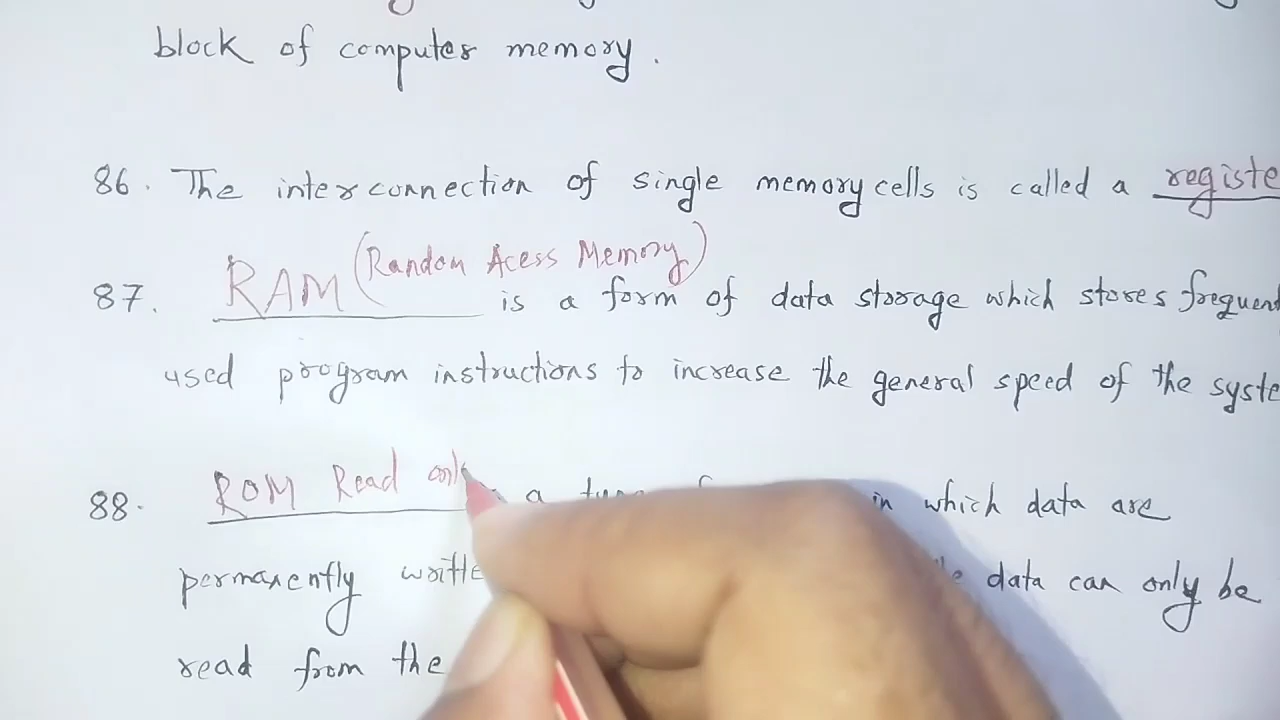 block of computer memory.
86. The interconnection of single memory cells is called a registe
RAM (Random Acess Memory)
87. is a form of data storage which stores frequent
used program instructions to increase the general speed of the syste
88. ROM Read only a in which data are
permanently writte data can only be
read from the